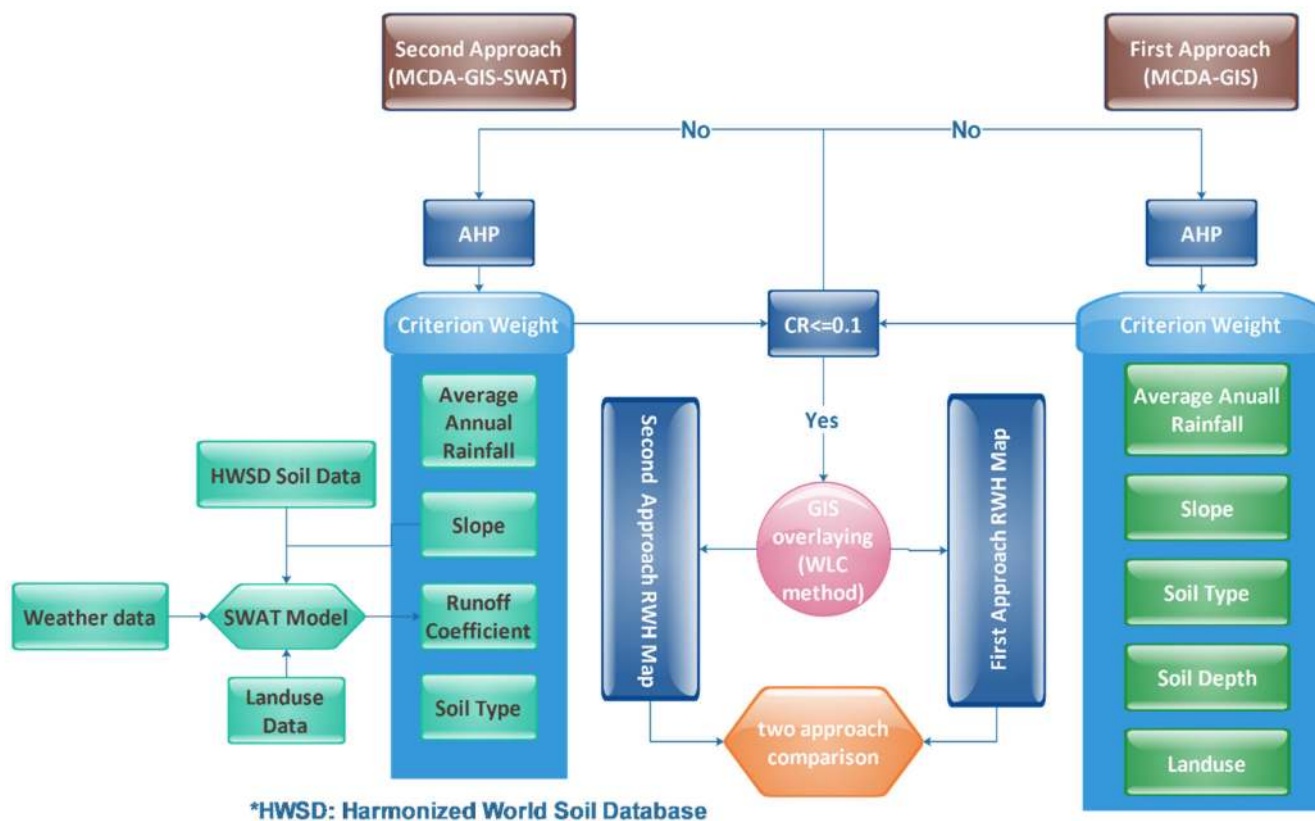 Second Approach
(MCDA-GIS-SWAT)
First Approach
(MCDA-GIS)
No
No
AHP
AHP
Criterion Weight
CR<=0.1
Criterion Weight
Average
Annual
Rainfall
Slope
Runoff
Coefficient
Soil Type
HWSD Soil Data
Weather data
SWAT Model
Landuse
Data
Yes
Second Approach RWH Map
GIS
overlaying
(WLC
method)
First Approach RWH Map
two approach
comparison
Average Anuall
Rainfall
Slope
Soil Type
Soil Depth
Landuse
*HWSD: Harmonized World Soil Database